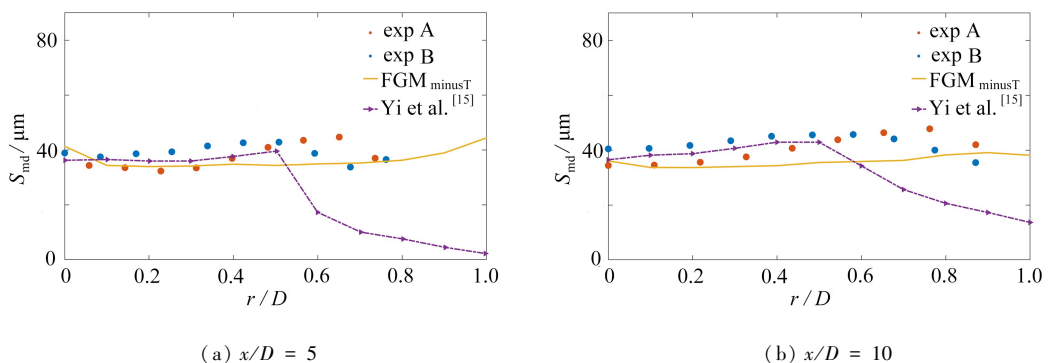 80
40
0
S_md / μm
exp A
exp B
FGM minusT
Yi et al. [15]
0 0.2 0.4 0.6 0.8 1.0
r / D
(a) x/D = 5
80
40
0
S_md / μm
exp A
exp B
FGM minusT
Yi et al. [15]
0 0.2 0.4 0.6 0.8 1.0
r / D
(b) x/D = 10